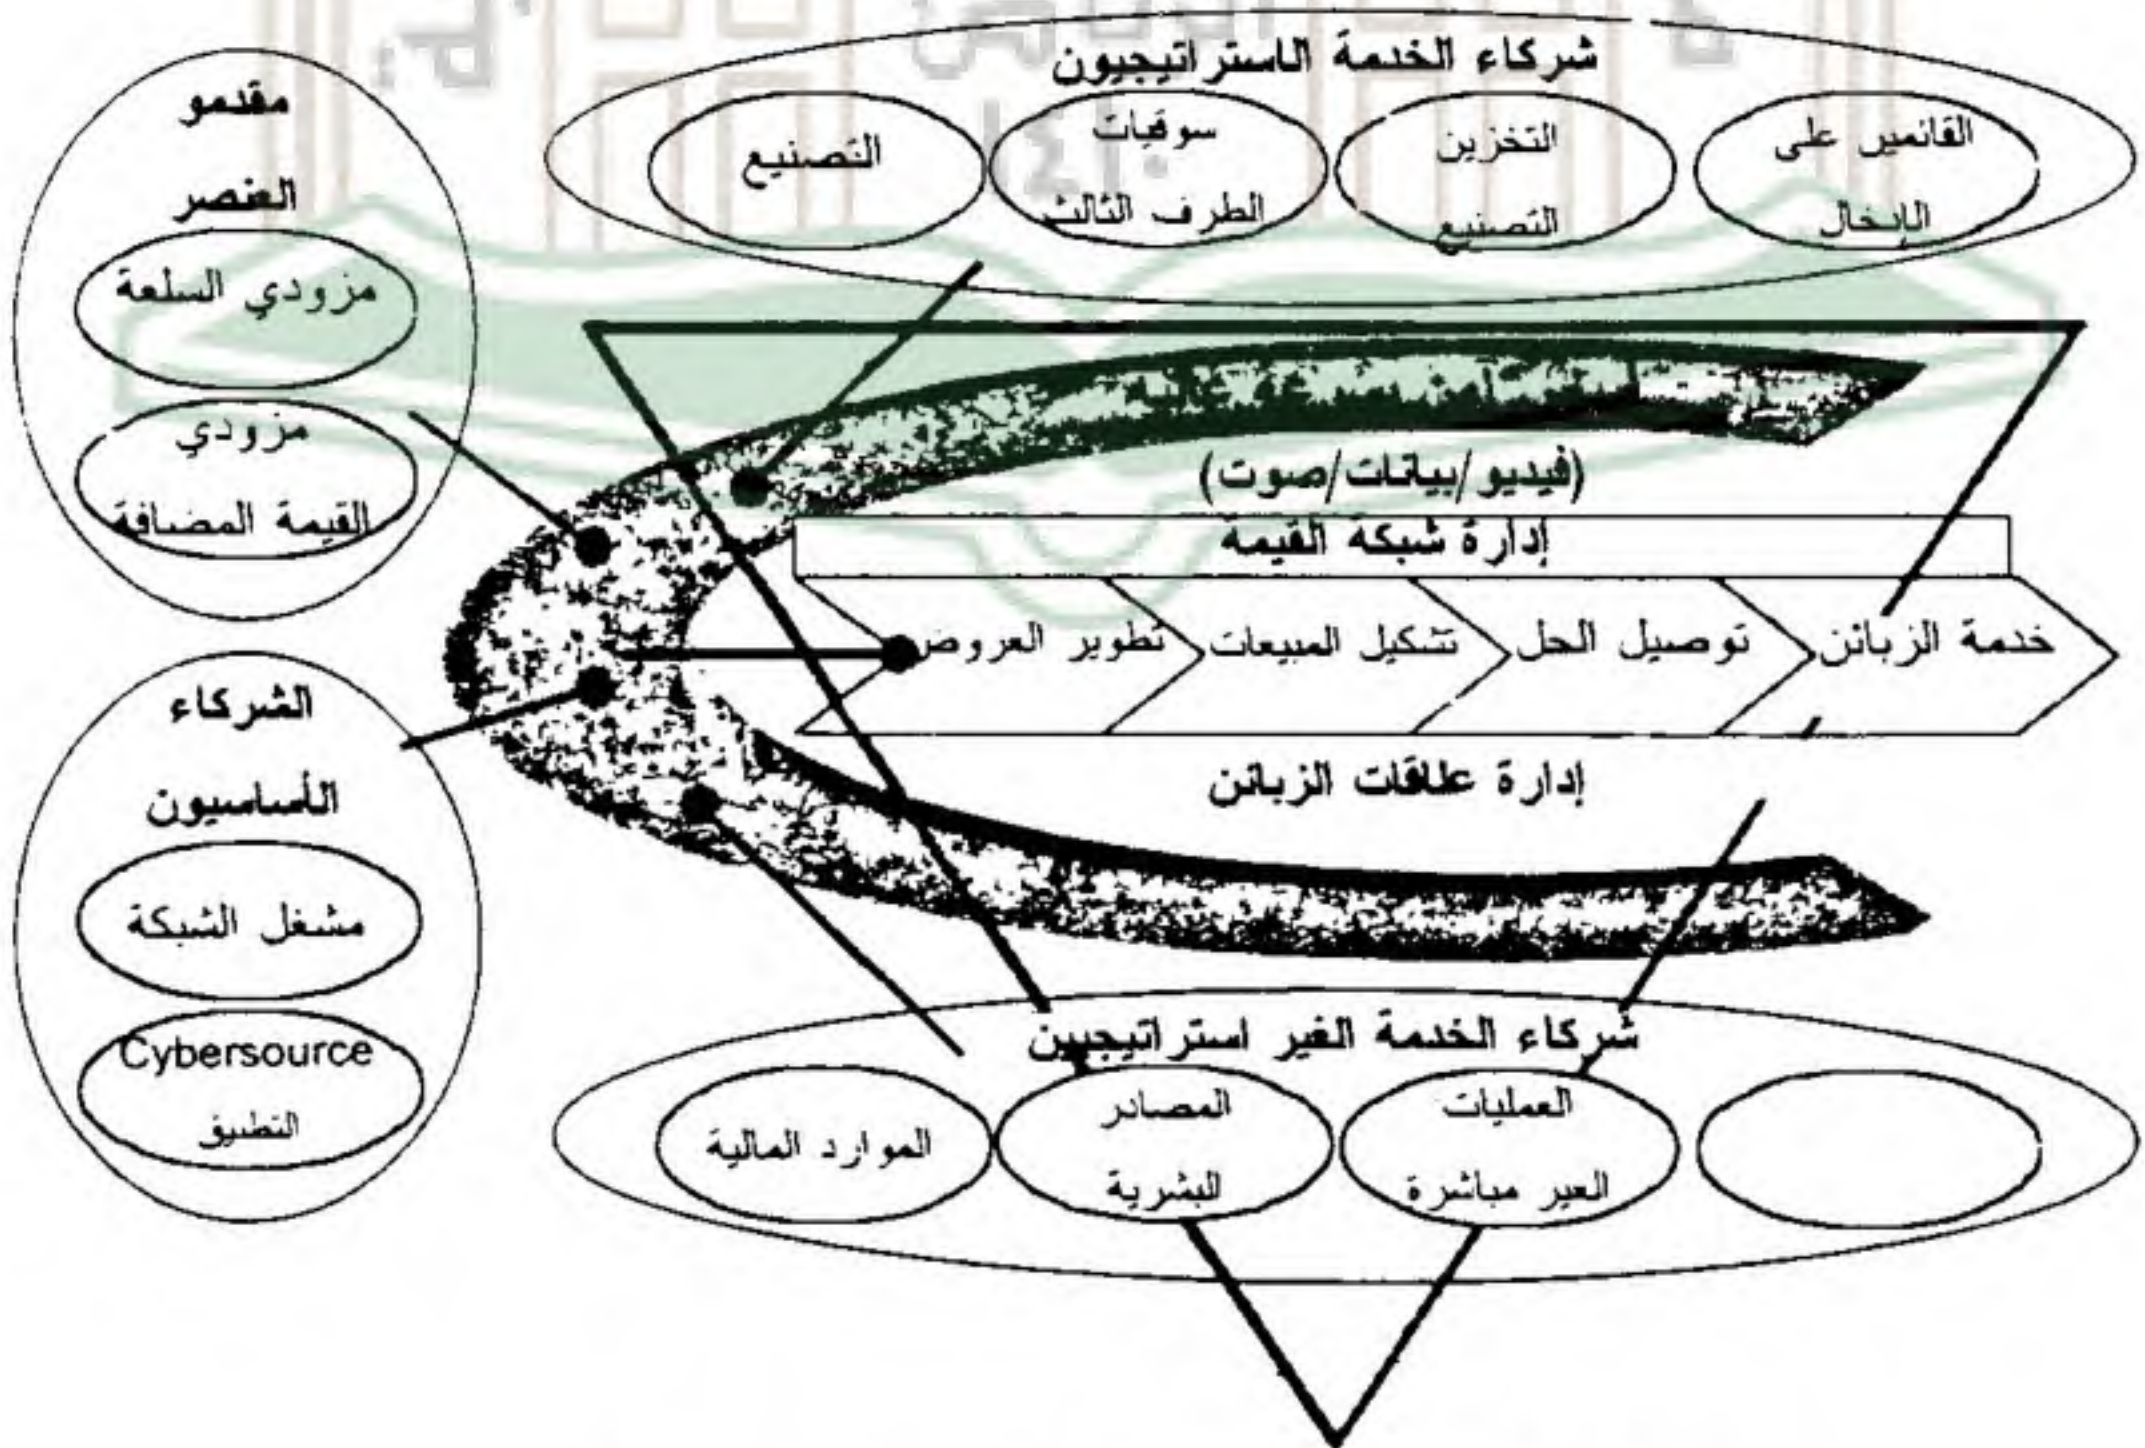 شركاء الخدمة الاستراتيجيون
القائمين على
الإدخال
التخزين
التصنيع
سوقيات
الطرف الثالث
التصنيع
مقدمو
العنصر
مزودي السلعة
مزودي
القيمة المضافة
(فيديو/بيانات/صوت)
إدارة شبكة القيمة
تطوير العروض
تشكيل المبيعات
توصيل الحل
خدمة الزبائن
إدارة علاقات الزبائن
الشركاء
الأساسيون
مشغل الشبكة
Cybersource
التطبيق
شركاء الخدمة الغير استراتيجيين
العمليات
الغير مباشرة
المصادر
البشرية
الموارد المالية